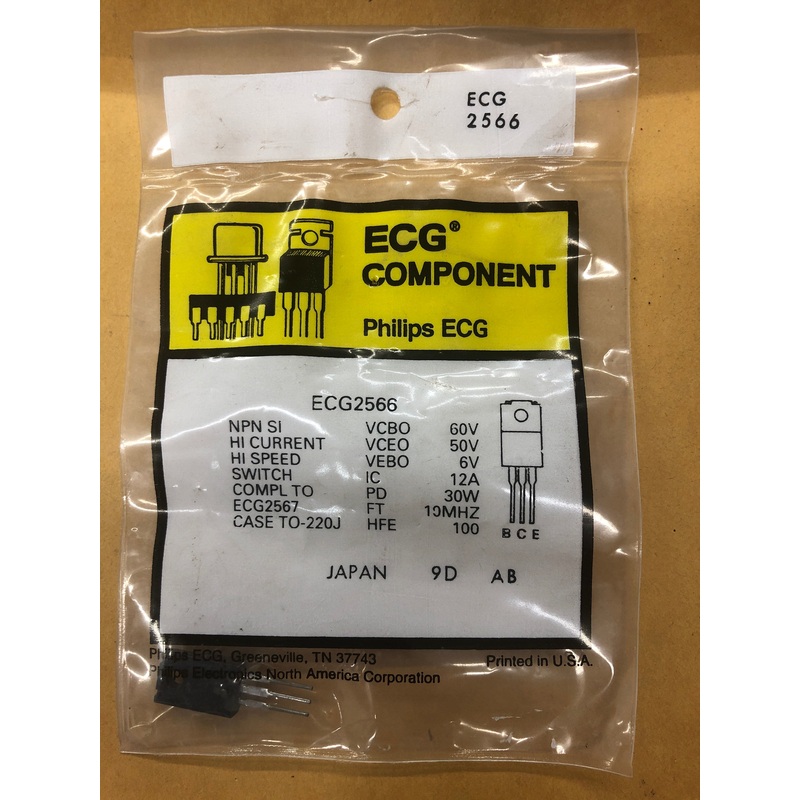 ECG
2566
ECG®
COMPONENT
Philips ECG
ECG2566
NPN SI VCBO 60V
HI CURRENT VCEO 50V
HI SPEED VEBO 6V
SWITCH IC 12A
COMPL TO PD 30W
ECG2567 FT 10MHZ
CASE TO-220J HFE 100
B C E
JAPAN 9D AB
Philips ECG, Greeneville, TN 37743
Printed in U.S.A.
Philips Electronics North America Corporation